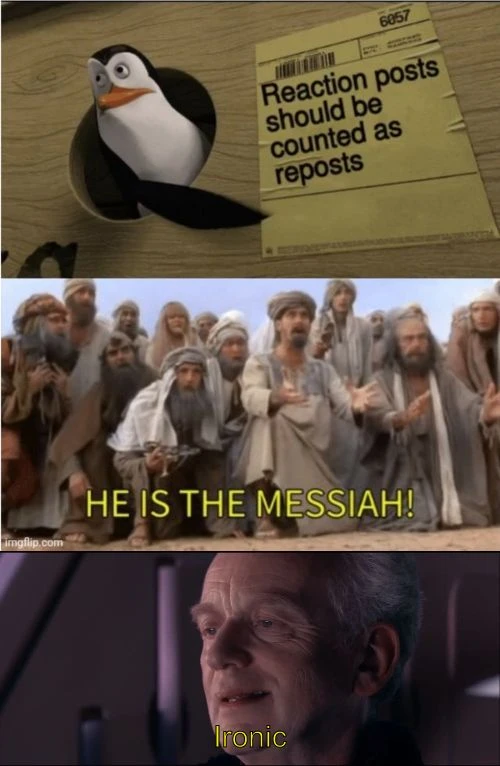 6057
Reaction posts
should be
counted as
reposts
HE IS THE MESSIAH!
imgflip.com
Ironic